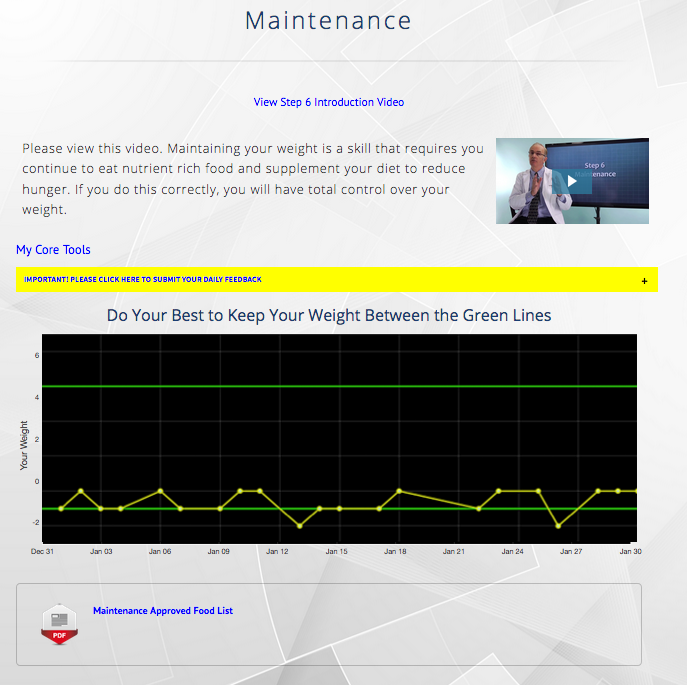 Maintenance
View Step 6 Introduction Video
Please view this video. Maintaining your weight is a skill that requires you
continue to eat nutrient rich food and supplement your diet to reduce
hunger. If you do this correctly, you will have total control over your
weight.
Step 6
Maintenance
My Core Tools
IMPORTANT! PLEASE CLICK HERE TO SUBMIT YOUR DAILY FEEDBACK +
Do Your Best to Keep Your Weight Between the Green Lines
Your Weight
6
4
2
0
-2
Dec 31 Jan 03 Jan 06 Jan 09 Jan 12 Jan 15 Jan 18 Jan 21 Jan 24 Jan 27 Jan 30
PDF
Maintenance Approved Food List